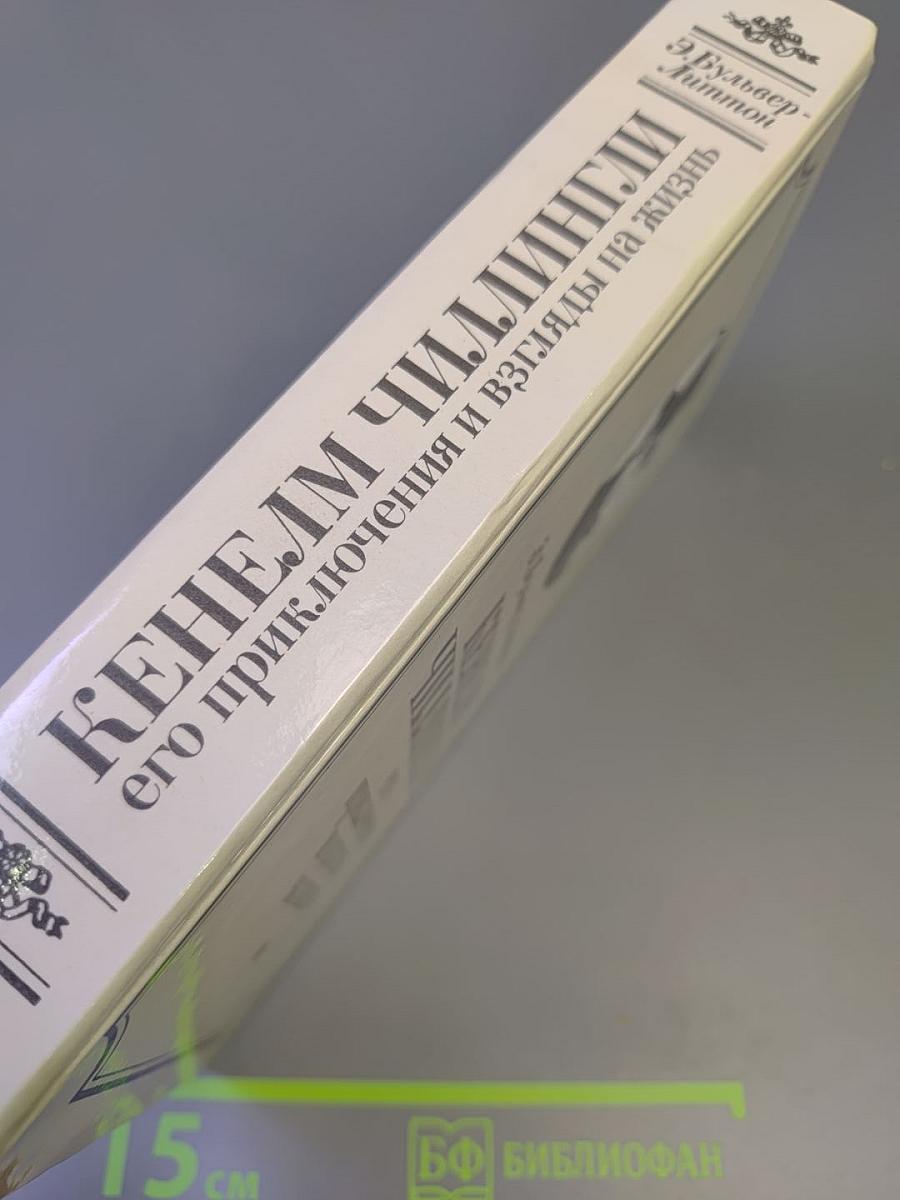 Э.Бульвер-
Литтон
КЕНЕЛМ ЧИЛЛИНГЛИ
его приключения и взгляды на жизнь
15 см
БФ БИБЛИОФАН